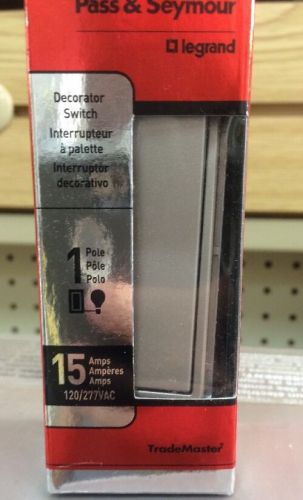 Pass & Seymour
legrand
Decorator
Switch
Interrupteur
à palette
Interruptor
decorativo
1 Pole
Pôle
Polo
15 Amps
Ampères
Amps
120/277VAC
TradeMaster